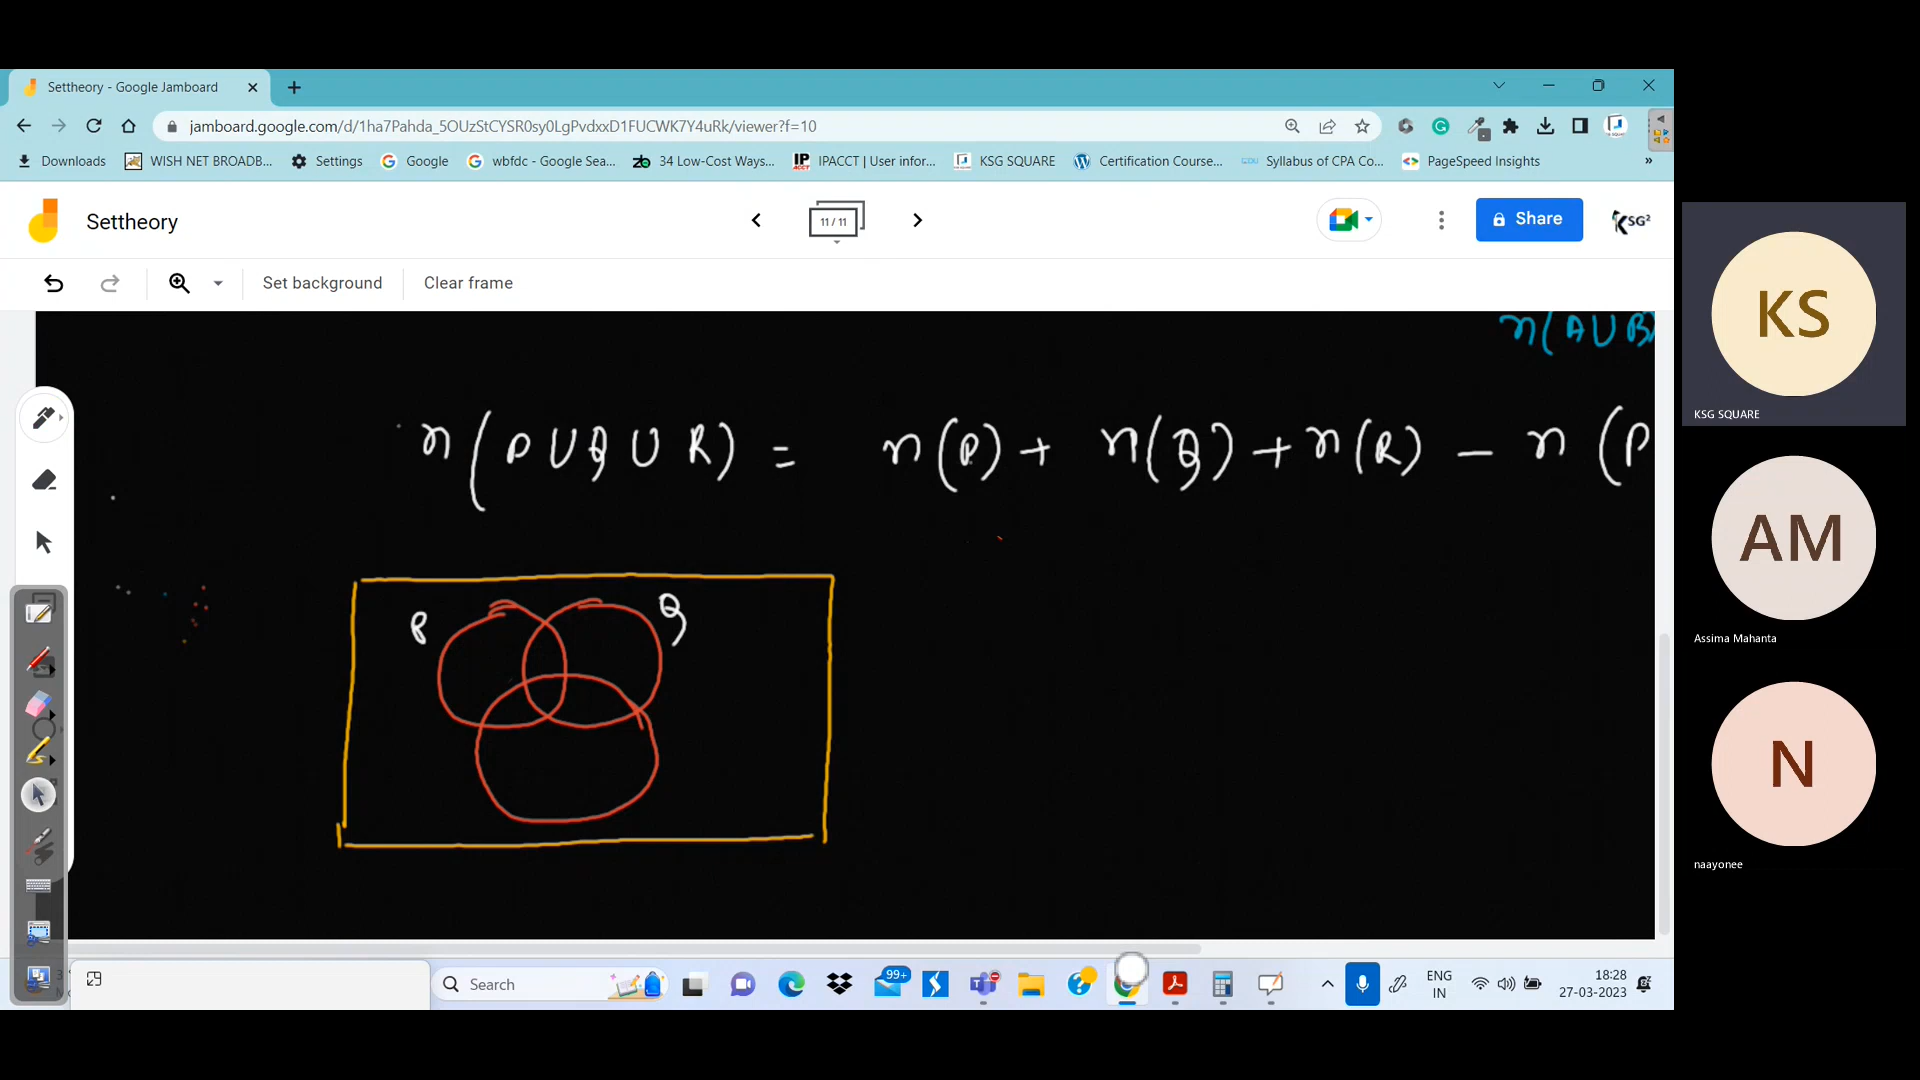 Settheory - Google Jamboard
jamboard.google.com/d/1ha7Pahda_5OUzStCYSR0sy0LgPvdxxD1FUCWK7Y4uRk/viewer?f=10
Downloads WISH NET BROADB... Settings Google wbfdc - Google Sea... 34 Low-Cost Ways... IPACCT | User infor... KSG SQUARE Certification Course... Syllabus of CPA Co... PageSpeed Insights »
Settheory 11 / 11 Share KSG²
Set background Clear frame
n(A∪B)
n(P∪Q∪R) = n(P) + n(Q) + n(R) − n(P
P Q
KS
KSG SQUARE
AM
Assima Mahanta
N
naayonee
Search 99+ ENG IN 18:28 27-03-2023